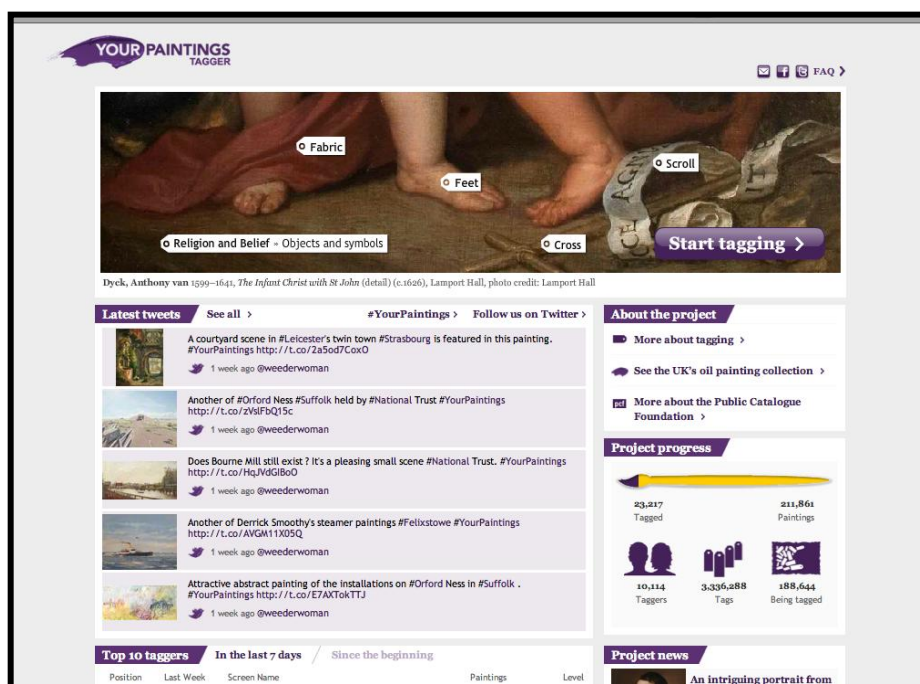 YOUR PAINTINGS
TAGGER
FAQ
Fabric
Feet
Scroll
Religion and Belief » Objects and symbols
Cross
Start tagging
Dyck, Anthony van 1599–1641, The Infant Christ with St John (detail) (c.1626), Lamport Hall, photo credit: Lamport Hall
Latest tweets See all #YourPaintings Follow us on Twitter
A courtyard scene in #Leicester's twin town #Strasbourg is featured in this painting.
#YourPaintings http://t.co/2a5od7CoxO
1 week ago @weederwoman
Another of #Orford Ness #Suffolk held by #National Trust #YourPaintings
http://t.co/zVslFbQ15c
1 week ago @weederwoman
Does Bourne Mill still exist ? It's a pleasing small scene #National Trust. #YourPaintings
http://t.co/HqJVdGIBoO
1 week ago @weederwoman
Another of Derrick Smoothy's steamer paintings #Felixstowe #YourPaintings
http://t.co/AVGM11X05Q
1 week ago @weederwoman
Attractive abstract painting of the installations on #Orford Ness in #Suffolk .
#YourPaintings http://t.co/E7AXTokTTJ
1 week ago @weederwoman
About the project
More about tagging
See the UK's oil painting collection
pcf More about the Public Catalogue
Foundation
Project progress
23,217 211,861
Tagged Paintings
10,114 3,336,288 188,644
Taggers Tags Being tagged
Top 10 taggers In the last 7 days Since the beginning
Position Last Week Screen Name Paintings Level
Project news
An intriguing portrait from